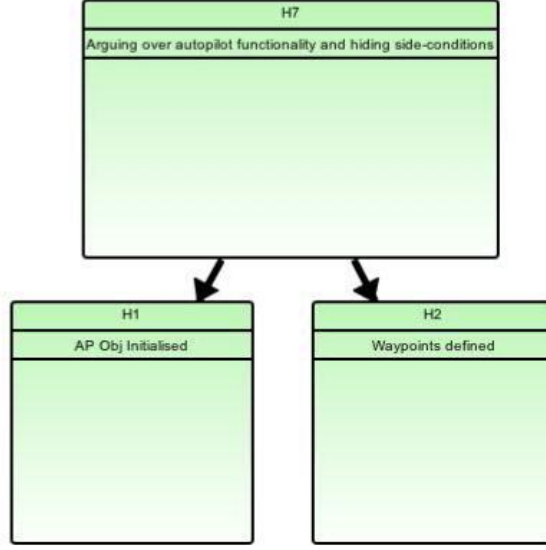 H7
Arguing over autopilot functionality and hiding side-conditions
H1
AP Obj Initialised
H2
Waypoints defined